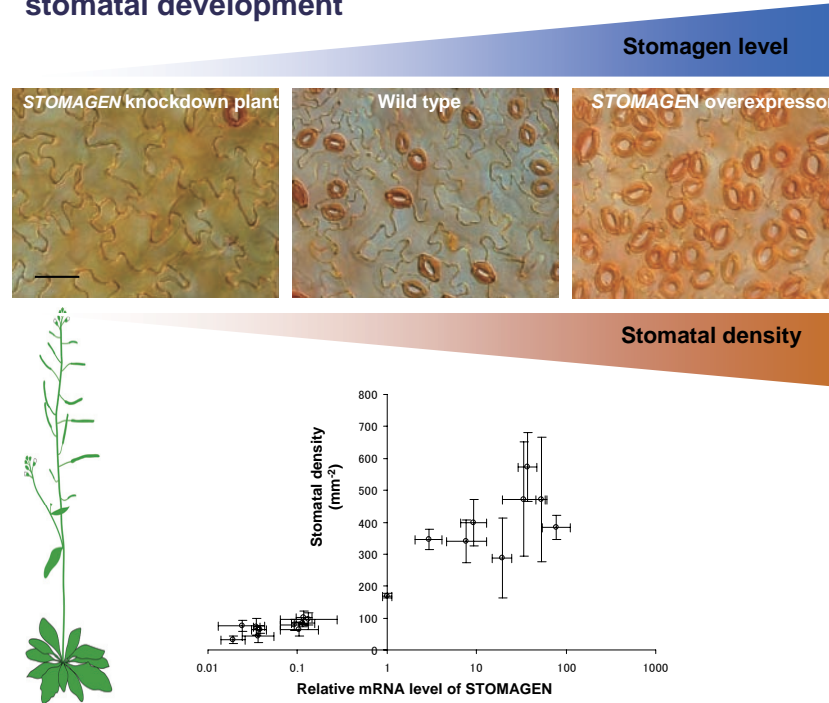 stomatal development
Stomagen level
STOMAGEN knockdown plant
Wild type
STOMAGEN overexpressor
Stomatal density
Stomatal density
(mm-2)
800
700
600
500
400
300
200
100
0
0.01
0.1
1
10
100
1000
Relative mRNA level of STOMAGEN